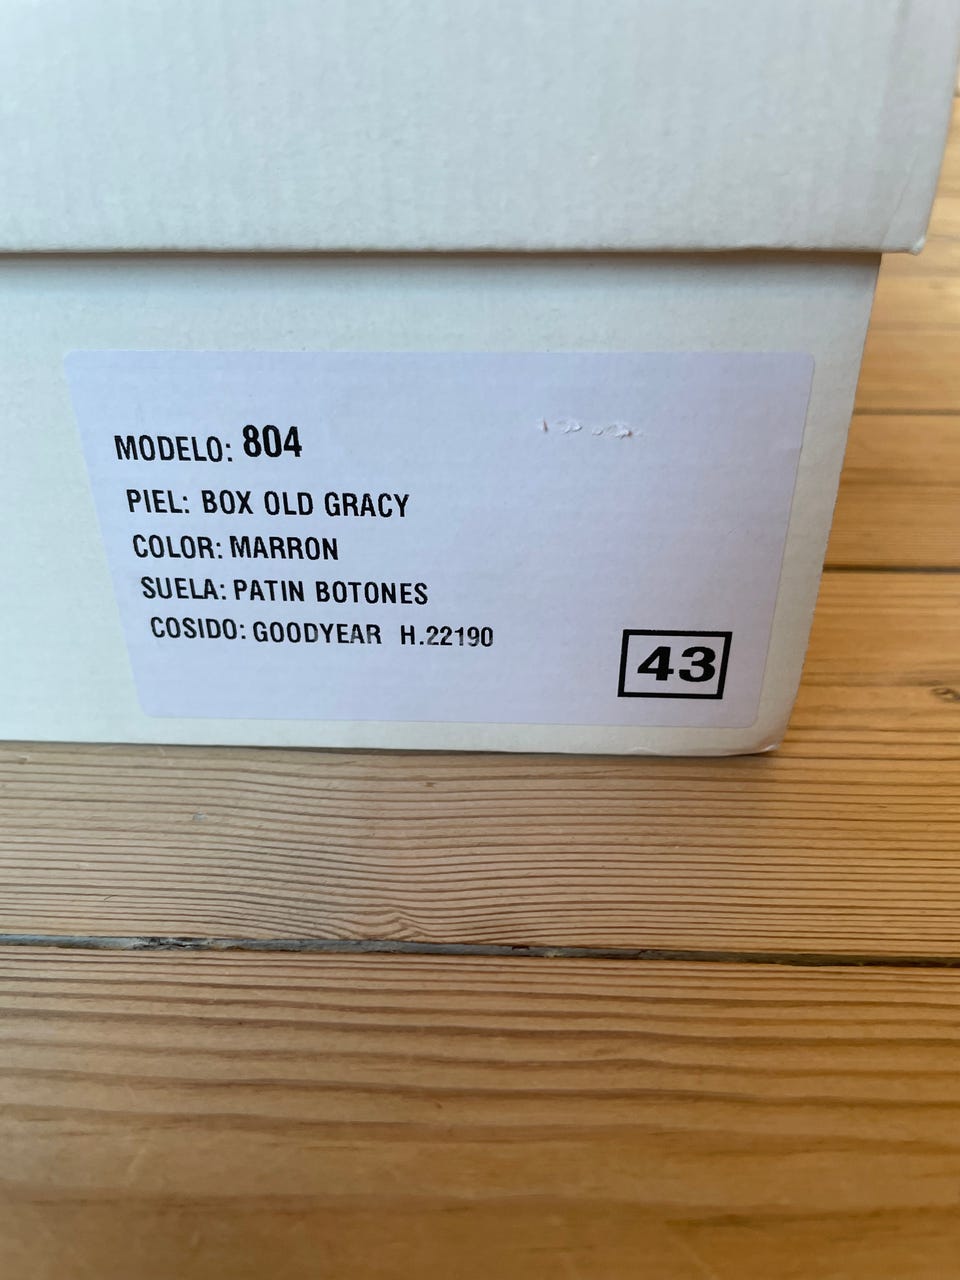 MODELO: 804
PIEL: BOX OLD GRACY
COLOR: MARRON
SUELA: PATIN BOTONES
COSIDO: GOODYEAR H.22190
43